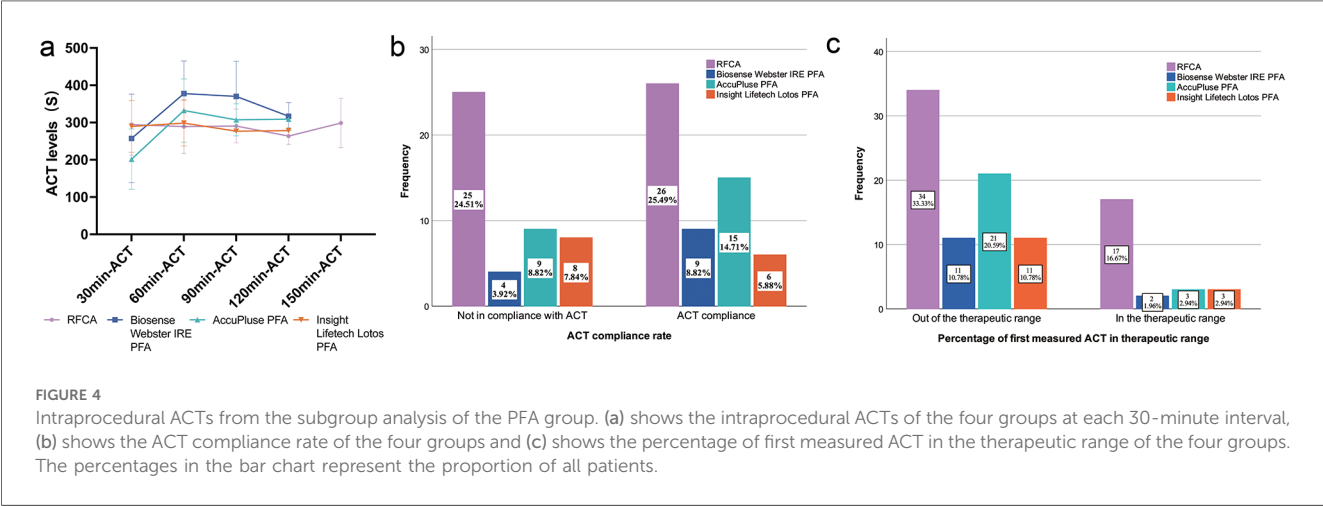 a
500
400
300
200
100
0
ACT levels (s)
30min-ACT
60min-ACT
90min-ACT
120min-ACT
150min-ACT
RFCA
Biosense
Webster IRE
PFA
AccuPluse PFA
Insight
Lifetech Lotos
PFA
b
30
20
10
0
Frequency
RFCA
Biosense Webster IRE PFA
AccuPluse PFA
Insight Lifetech Lotos PFA
25
24.51%
4
3.92%
9
8.82%
8
7.84%
26
25.49%
9
8.82%
15
14.71%
6
5.88%
Not in compliance with ACT
ACT compliance
ACT compliance rate
c
40
30
20
10
0
Frequency
RFCA
Biosense Webster IRE PFA
AccuPluse PFA
Insight Lifetech Lotos PFA
34
33.33%
11
10.78%
21
20.59%
11
10.78%
17
16.67%
2
1.96%
3
2.94%
3
2.94%
Out of the therapeutic range
In the therapeutic range
Percentage of first measured ACT in therapeutic range
FIGURE 4
Intraprocedural ACTs from the subgroup analysis of the PFA group. (a) shows the intraprocedural ACTs of the four groups at each 30-minute interval,
(b) shows the ACT compliance rate of the four groups and (c) shows the percentage of first measured ACT in the therapeutic range of the four groups.
The percentages in the bar chart represent the proportion of all patients.